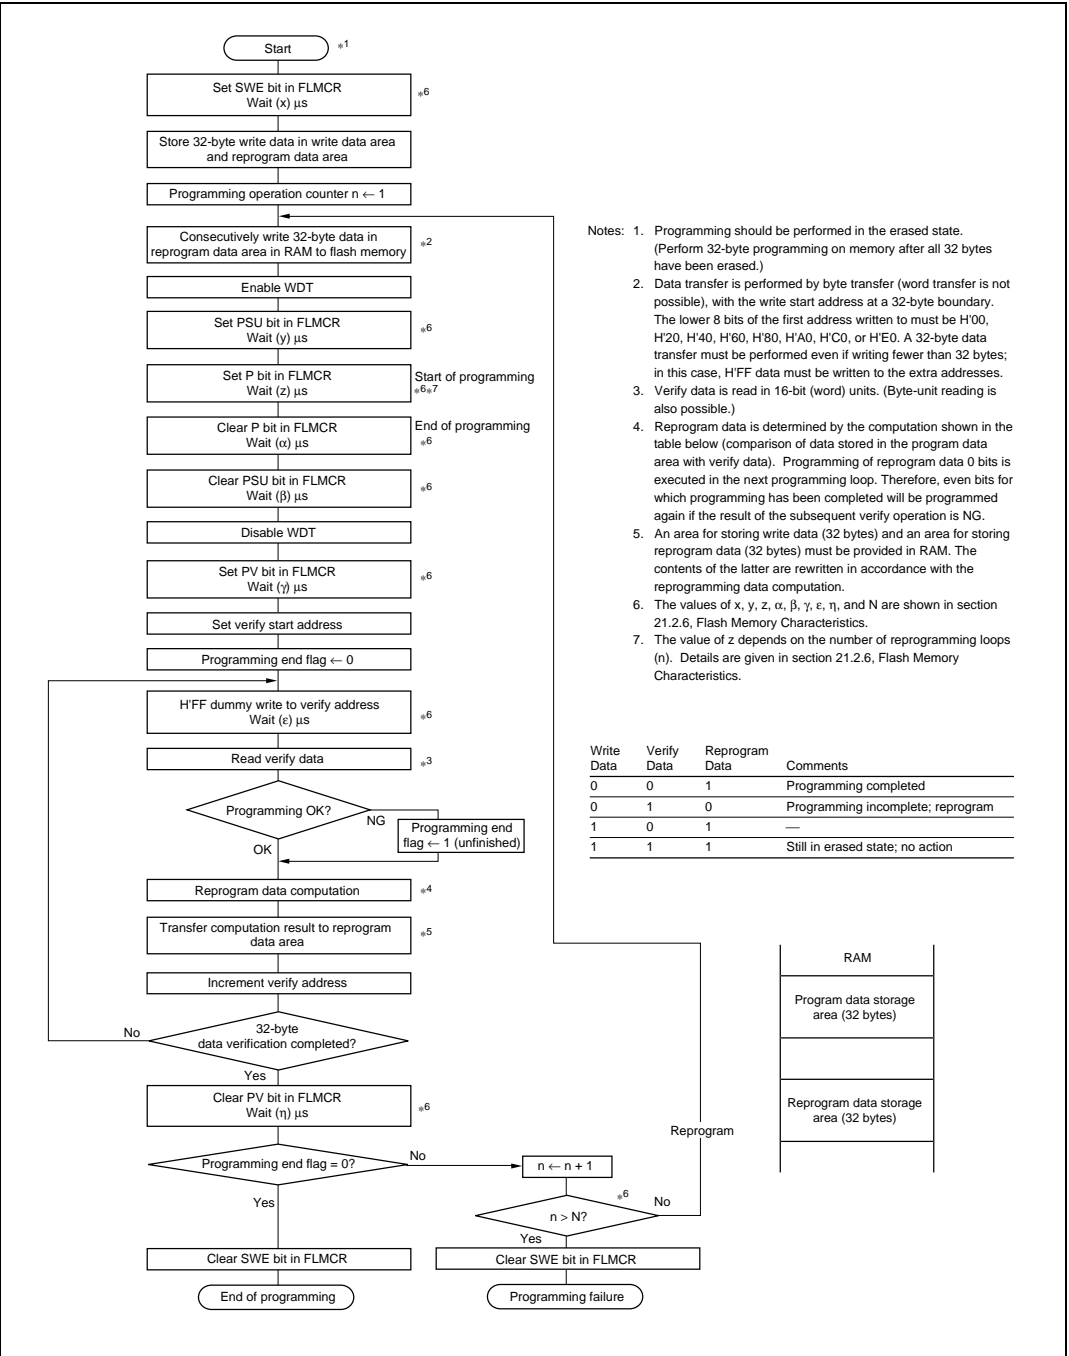 Start *1
Set SWE bit in FLMCR
Wait (x) μs *6
Store 32-byte write data in write data area
and reprogram data area
Programming operation counter n ← 1
Consecutively write 32-byte data in
reprogram data area in RAM to flash memory *2
Enable WDT
Set PSU bit in FLMCR
Wait (y) μs *6
Set P bit in FLMCR Start of programming
Wait (z) μs *6*7
Clear P bit in FLMCR End of programming
Wait (α) μs *6
Clear PSU bit in FLMCR
Wait (β) μs *6
Disable WDT
Set PV bit in FLMCR
Wait (γ) μs *6
Set verify start address
Programming end flag ← 0
H'FF dummy write to verify address
Wait (ε) μs *6
Read verify data *3
Programming OK?
NG
Programming end
flag ← 1 (unfinished)
OK
Reprogram data computation *4
Transfer computation result to reprogram
data area *5
Increment verify address
32-byte
data verification completed?
No
Yes
Clear PV bit in FLMCR
Wait (η) μs *6
Programming end flag = 0?
No
n ← n + 1
Yes
*6
n > N?
No
Reprogram
Yes
Clear SWE bit in FLMCR
Clear SWE bit in FLMCR
End of programming
Programming failure
Notes: 1. Programming should be performed in the erased state.
(Perform 32-byte programming on memory after all 32 bytes
have been erased.)
2. Data transfer is performed by byte transfer (word transfer is not
possible), with the write start address at a 32-byte boundary.
The lower 8 bits of the first address written to must be H'00,
H'20, H'40, H'60, H'80, H'A0, H'C0, or H'E0. A 32-byte data
transfer must be performed even if writing fewer than 32 bytes;
in this case, H'FF data must be written to the extra addresses.
3. Verify data is read in 16-bit (word) units. (Byte-unit reading is
also possible.)
4. Reprogram data is determined by the computation shown in the
table below (comparison of data stored in the program data
area with verify data). Programming of reprogram data 0 bits is
executed in the next programming loop. Therefore, even bits for
which programming has been completed will be programmed
again if the result of the subsequent verify operation is NG.
5. An area for storing write data (32 bytes) and an area for storing
reprogram data (32 bytes) must be provided in RAM. The
contents of the latter are rewritten in accordance with the
reprogramming data computation.
6. The values of x, y, z, α, β, γ, ε, η, and N are shown in section
21.2.6, Flash Memory Characteristics.
7. The value of z depends on the number of reprogramming loops
(n). Details are given in section 21.2.6, Flash Memory
Characteristics.
Write Verify Reprogram
Data Data Data Comments
0 0 1 Programming completed
0 1 0 Programming incomplete; reprogram
1 0 1 —
1 1 1 Still in erased state; no action
RAM
Program data storage
area (32 bytes)
Reprogram data storage
area (32 bytes)